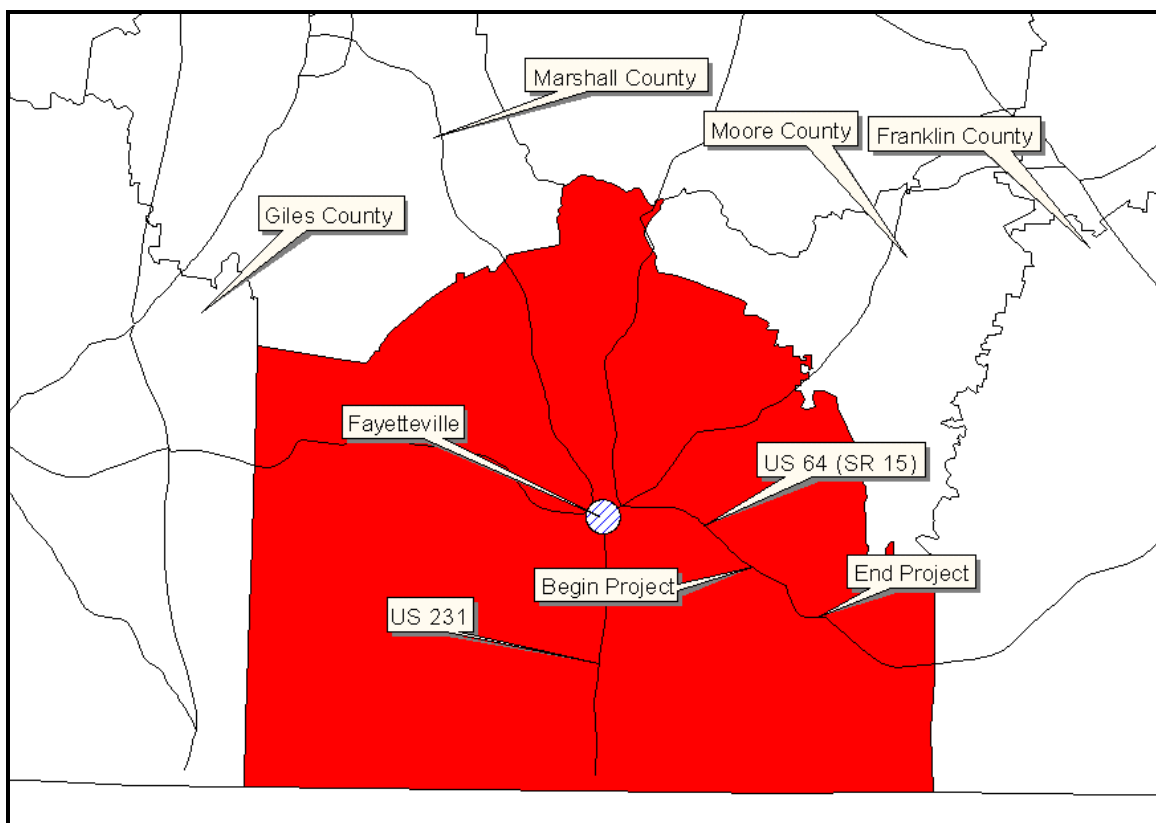 Marshall County
Moore County
Franklin County
Giles County
Fayetteville
US 64 (SR 15)
Begin Project
End Project
US 231